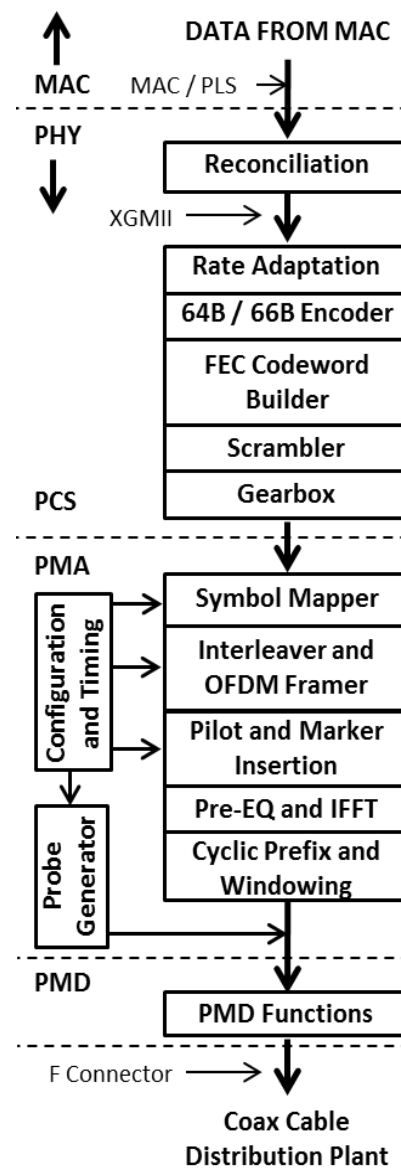 DATA FROM MAC
MAC
MAC / PLS
PHY
Reconciliation
XGMII
Rate Adaptation
64B / 66B Encoder
FEC Codeword
Builder
Scrambler
Gearbox
PCS
PMA
Configuration
and Timing
Symbol Mapper
Interleaver and
OFDM Framer
Pilot and Marker
Insertion
Pre-EQ and IFFT
Cyclic Prefix and
Windowing
Probe
Generator
PMD
PMD Functions
F Connector
Coax Cable
Distribution Plant